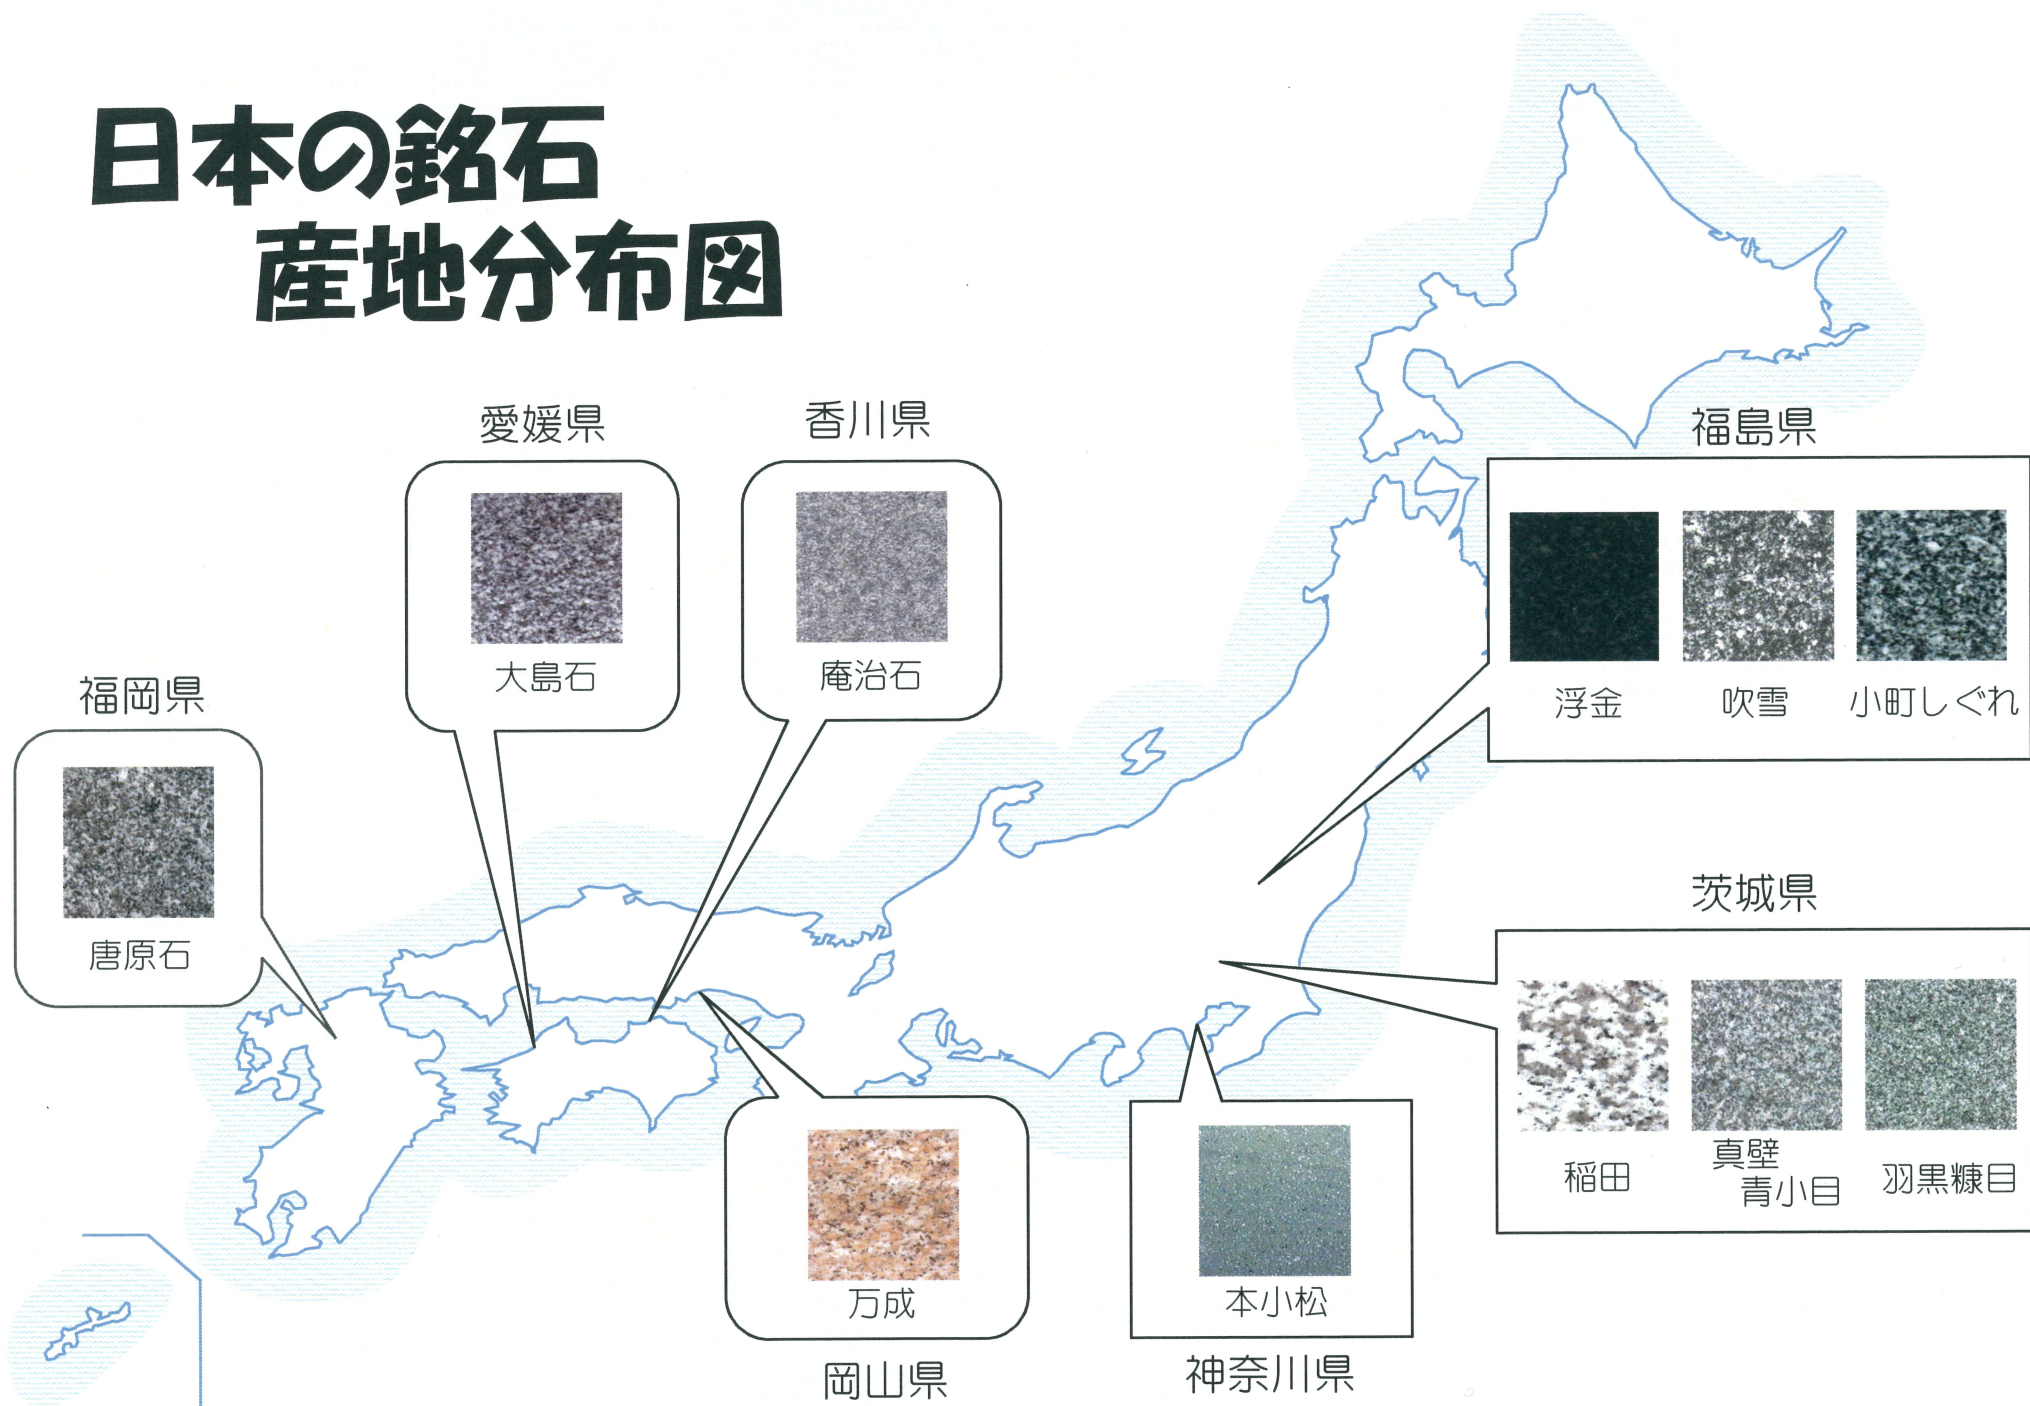 日本の銘石
産地分布図
愛媛県
大島石
香川県
庵治石
福島県
浮金
吹雪
小町しぐれ
福岡県
唐原石
茨城県
稲田
真壁
青小目
羽黒糠目
万成
岡山県
本小松
神奈川県